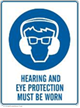 HEARING AND
EYE PROTECTION
MUST BE WORN